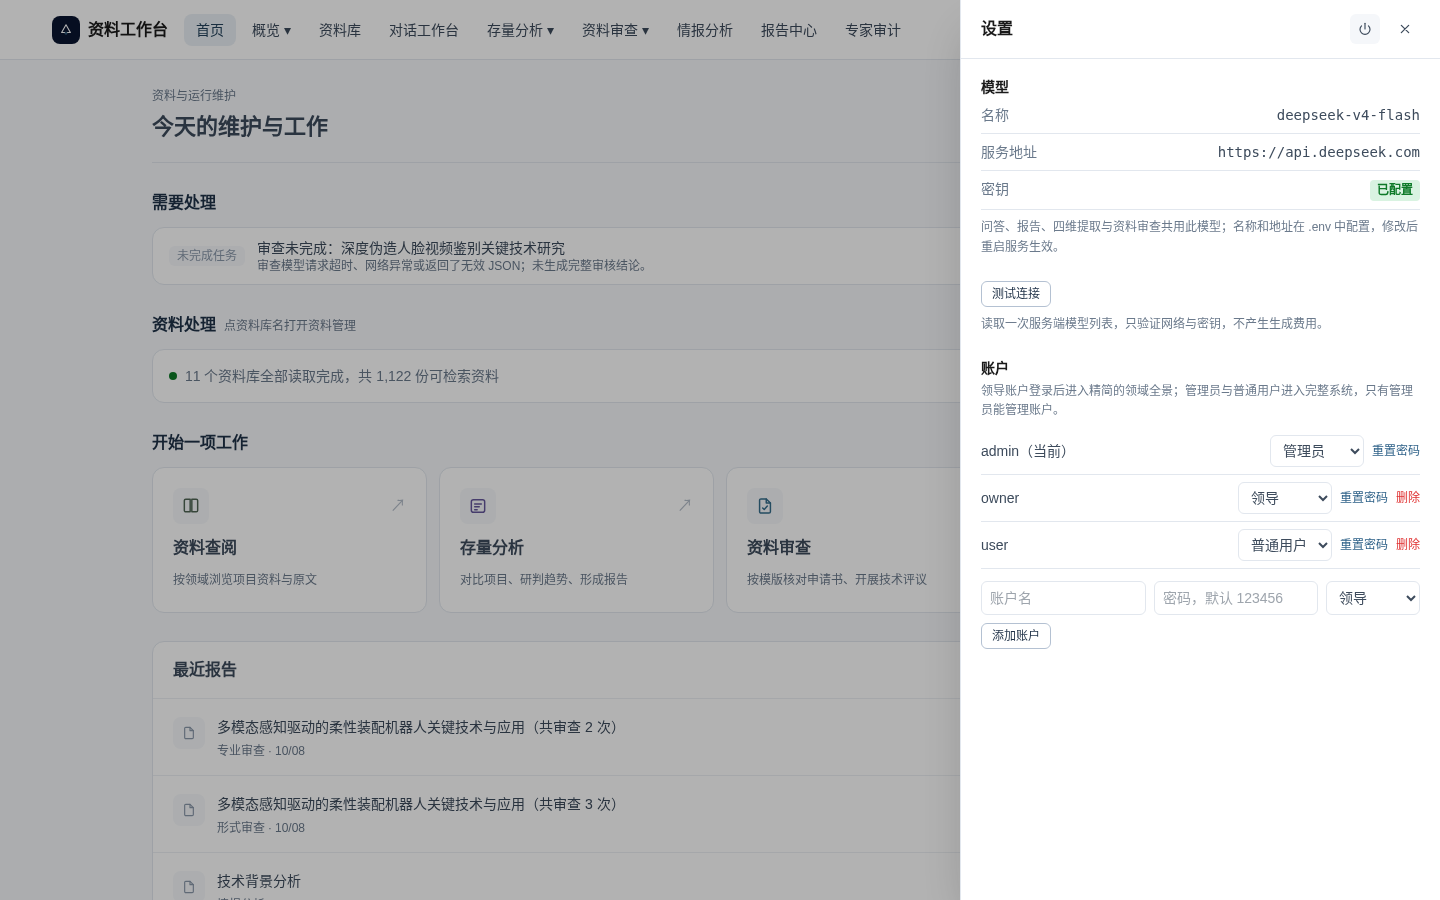 资料工作台
首页
概览 ▾
资料库
对话工作台
存量分析 ▾
资料审查 ▾
情报分析
报告中心
专家审计
资料与运行维护
今天的维护与工作
需要处理
未完成任务
审查未完成：深度伪造人脸视频鉴别关键技术研究
审查模型请求超时、网络异常或返回了无效 JSON；未生成完整审核结论。
资料处理 点资料库名打开资料管理
11 个资料库全部读取完成，共 1,122 份可检索资料
开始一项工作
资料查阅
按领域浏览项目资料与原文
存量分析
对比项目、研判趋势、形成报告
资料审查
按模版核对申请书、开展技术评议
最近报告
多模态感知驱动的柔性装配机器人关键技术与应用（共审查 2 次）
专业审查 · 10/08
多模态感知驱动的柔性装配机器人关键技术与应用（共审查 3 次）
形式审查 · 10/08
技术背景分析
设置
模型
名称 deepseek-v4-flash
服务地址 https://api.deepseek.com
密钥 已配置
问答、报告、四维提取与资料审查共用此模型；名称和地址在 .env 中配置，修改后
重启服务生效。
测试连接
读取一次服务端模型列表，只验证网络与密钥，不产生生成费用。
账户
领导账户登录后进入精简的领域全景；管理员与普通用户进入完整系统，只有管理
员能管理账户。
admin（当前） 管理员 重置密码
owner 领导 重置密码 删除
user 普通用户 重置密码 删除
账户名 密码，默认 123456 领导
添加账户